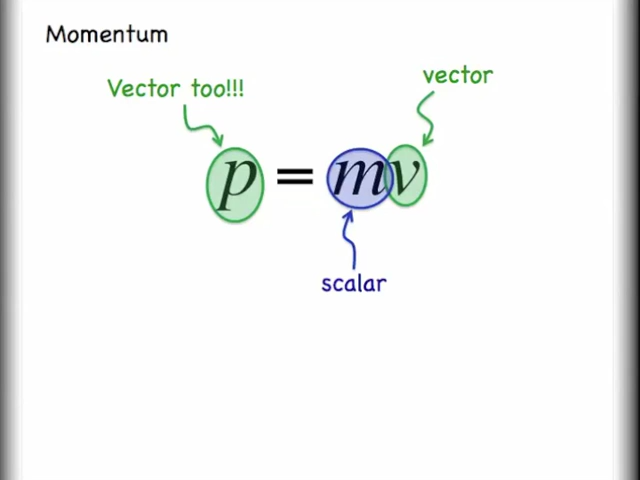 Momentum
vector
Vector too!!!
p = mv
scalar